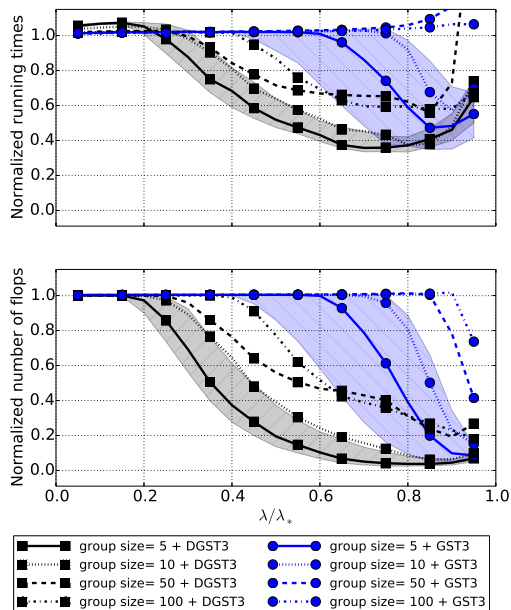 Normalized running times
1.0
0.8
0.6
0.4
0.2
0.0
Normalized number of flops
1.0
0.8
0.6
0.4
0.2
0.0
0.0 0.2 0.4 0.6 0.8 1.0
λ/λ*
group size= 5 + DGST3
group size= 10 + DGST3
group size= 50 + DGST3
group size= 100 + DGST3
group size= 5 + GST3
group size= 10 + GST3
group size= 50 + GST3
group size= 100 + GST3